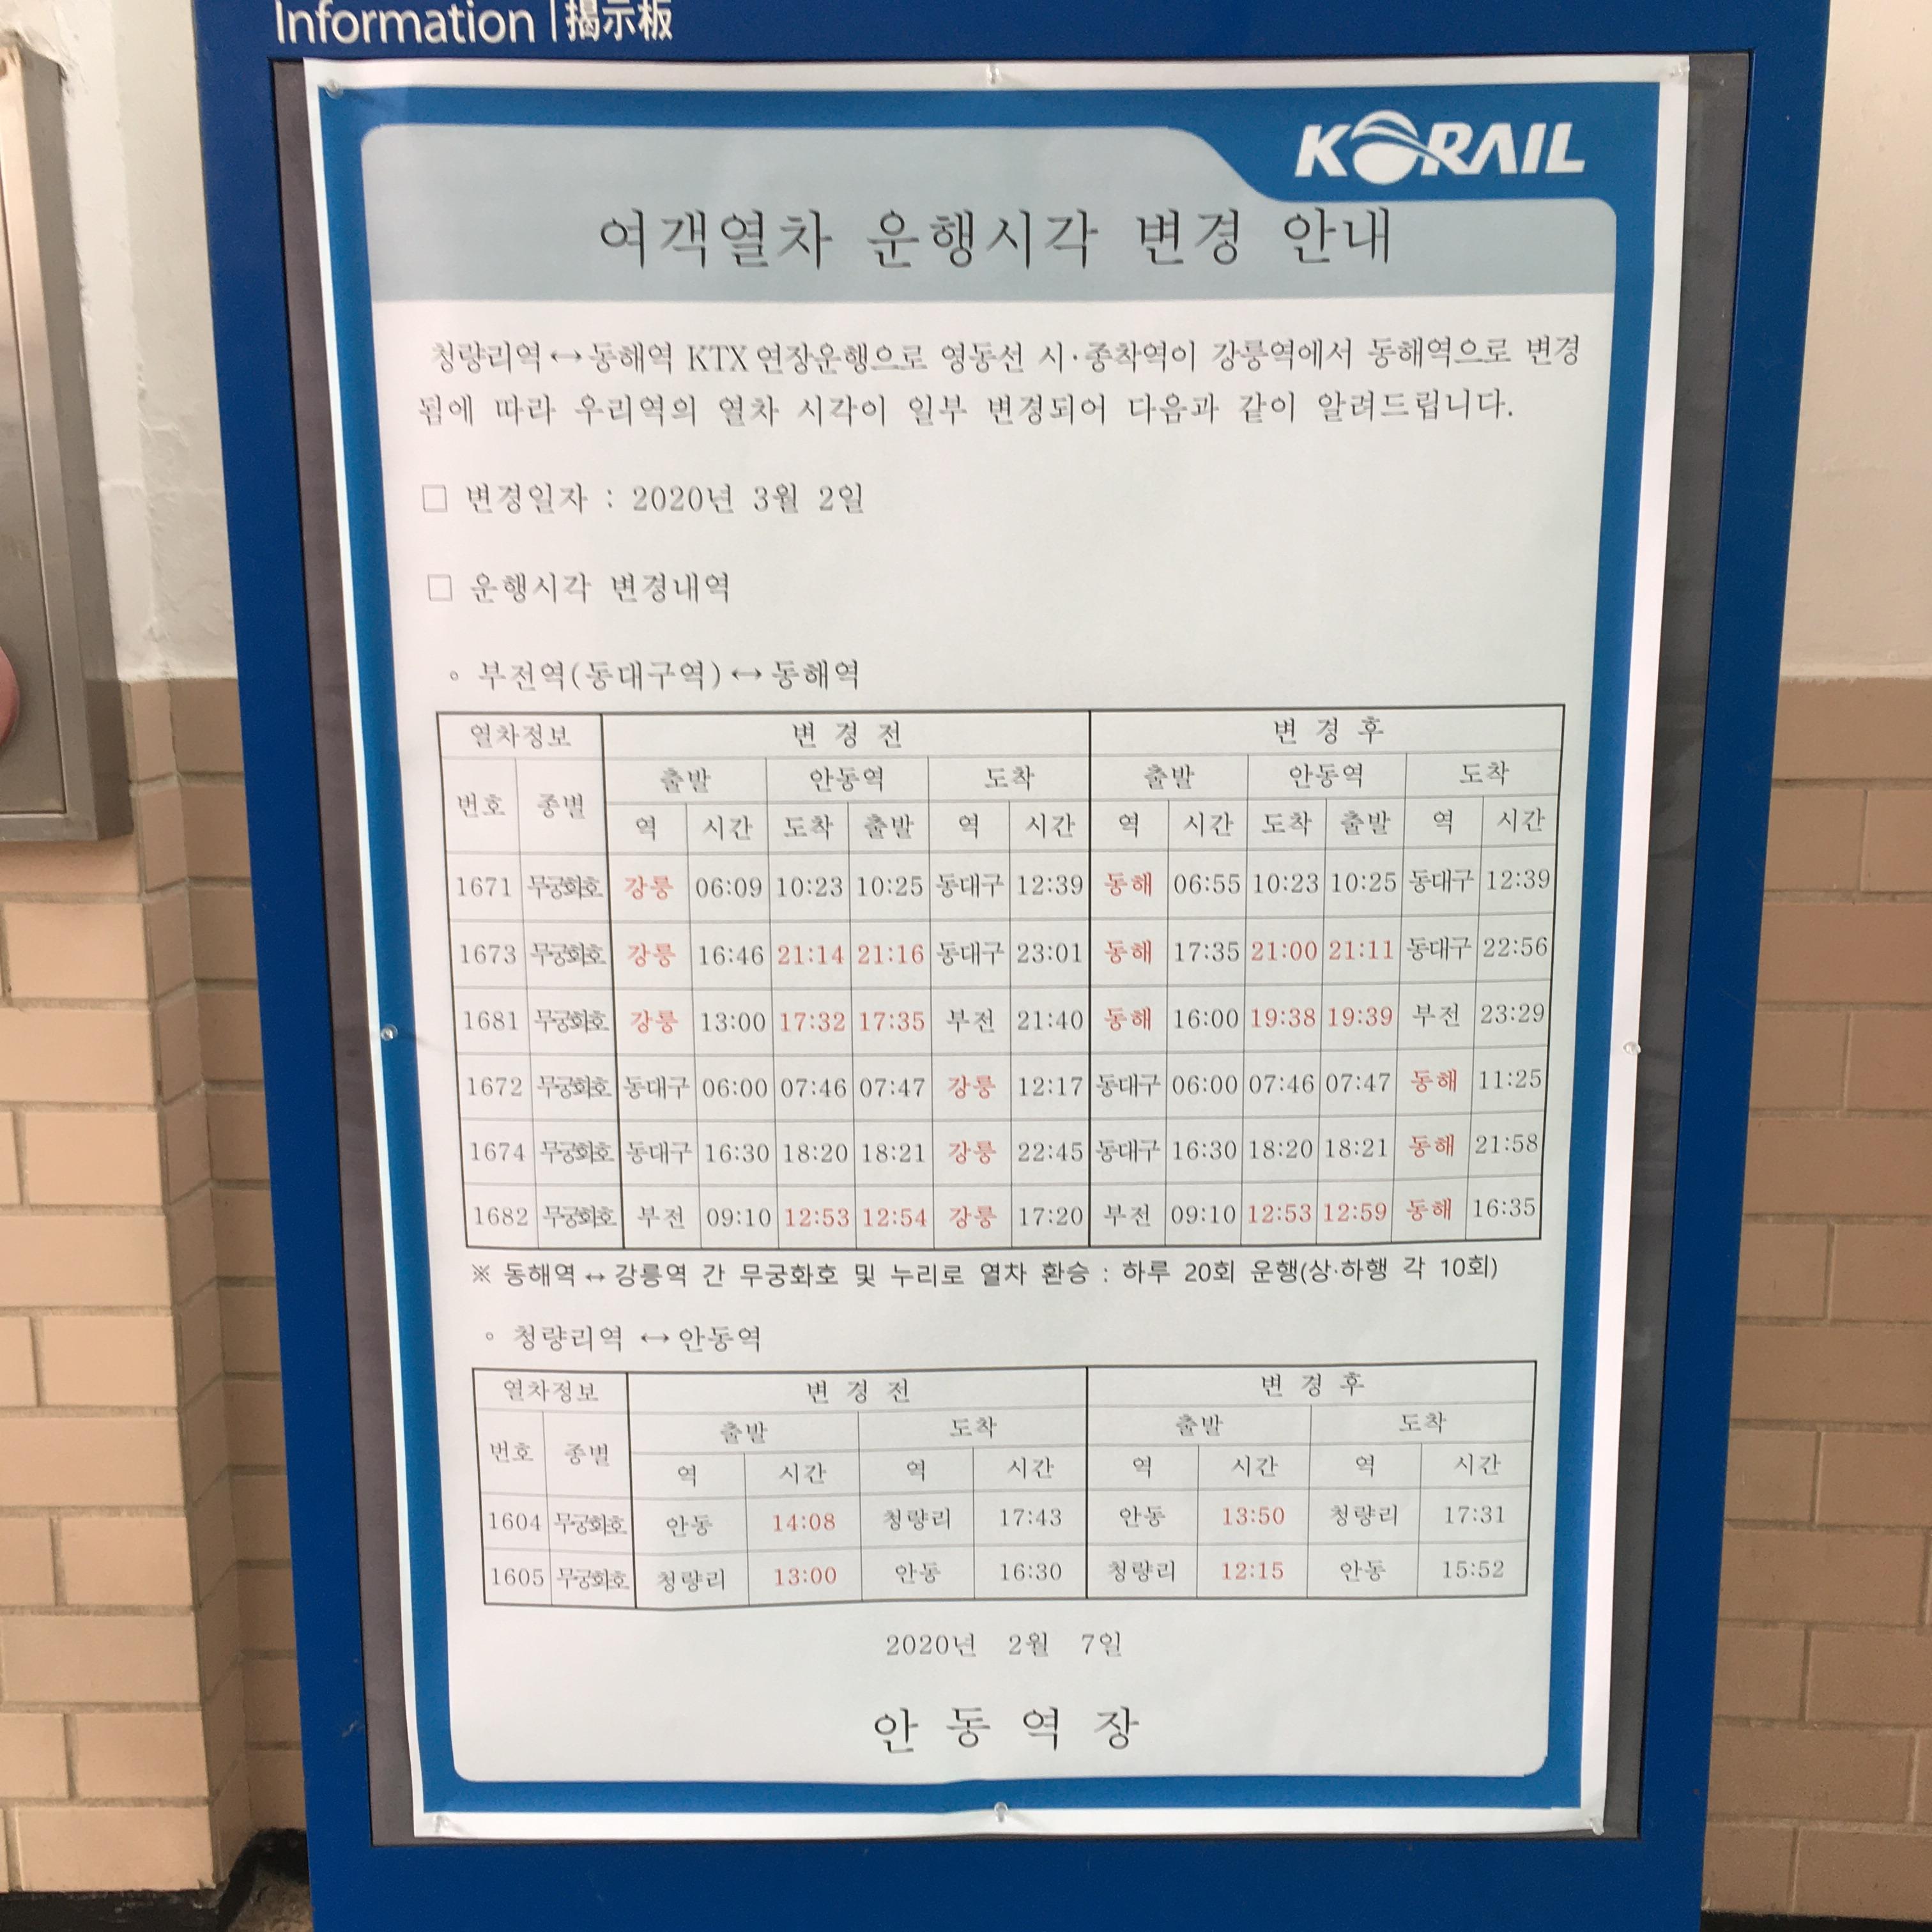 Information | 揭示板
KORAIL
여객열차 운행시각 변경 안내
청량리역↔동해역 KTX 연장운행으로 영동선 시·종착역이 강릉역에서 동해역으로 변경
됨에 따라 우리역의 열차 시각이 일부 변경되어 다음과 같이 알려드립니다.
□ 변경일자 : 2020년 3월 2일
□ 운행시각 변경내역
◦ 부전역(동대구역)↔동해역
열차정보 변 경 전 변 경 후
번호 종별 출발 안동역 도착 출발 안동역 도착
역 시간 도착 출발 역 시간 역 시간 도착 출발 역 시간
1671 무궁화호 강릉 06:09 10:23 10:25 동대구 12:39 동해 06:55 10:23 10:25 동대구 12:39
1673 무궁화호 강릉 16:46 21:14 21:16 동대구 23:01 동해 17:35 21:00 21:11 동대구 22:56
1681 무궁화호 강릉 13:00 17:32 17:35 부전 21:40 동해 16:00 19:38 19:39 부전 23:29
1672 무궁화호 동대구 06:00 07:46 07:47 강릉 12:17 동대구 06:00 07:46 07:47 동해 11:25
1674 무궁화호 동대구 16:30 18:20 18:21 강릉 22:45 동대구 16:30 18:20 18:21 동해 21:58
1682 무궁화호 부전 09:10 12:53 12:54 강릉 17:20 부전 09:10 12:53 12:59 동해 16:35
※ 동해역↔강릉역 간 무궁화호 및 누리로 열차 환승 : 하루 20회 운행(상·하행 각 10회)
◦ 청량리역 ↔안동역
열차정보 변 경 전 변 경 후
번호 종별 출발 도착 출발 도착
역 시간 역 시간 역 시간 역 시간
1604 무궁화호 안동 14:08 청량리 17:43 안동 13:50 청량리 17:31
1605 무궁화호 청량리 13:00 안동 16:30 청량리 12:15 안동 15:52
2020년 2월 7일
안 동 역 장